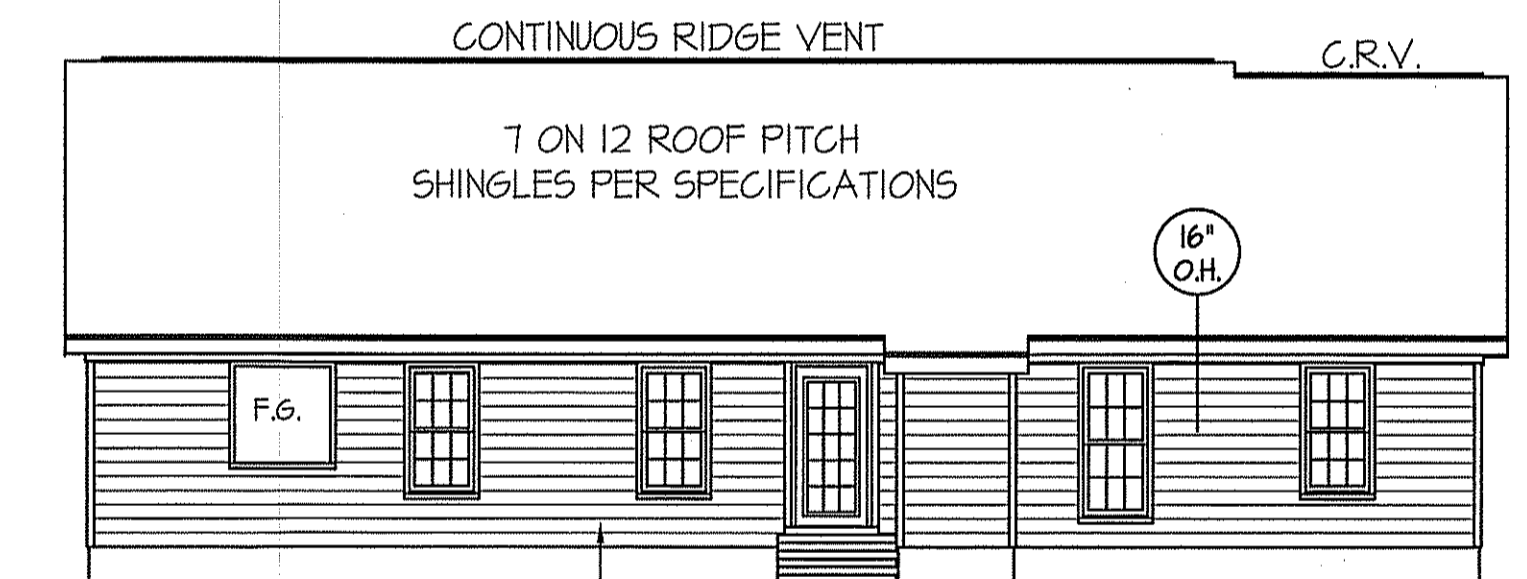 CONTINUOUS RIDGE VENT
C.R.V.
7 ON 12 ROOF PITCH
SHINGLES PER SPECIFICATIONS
16"
O.H.
F.G.